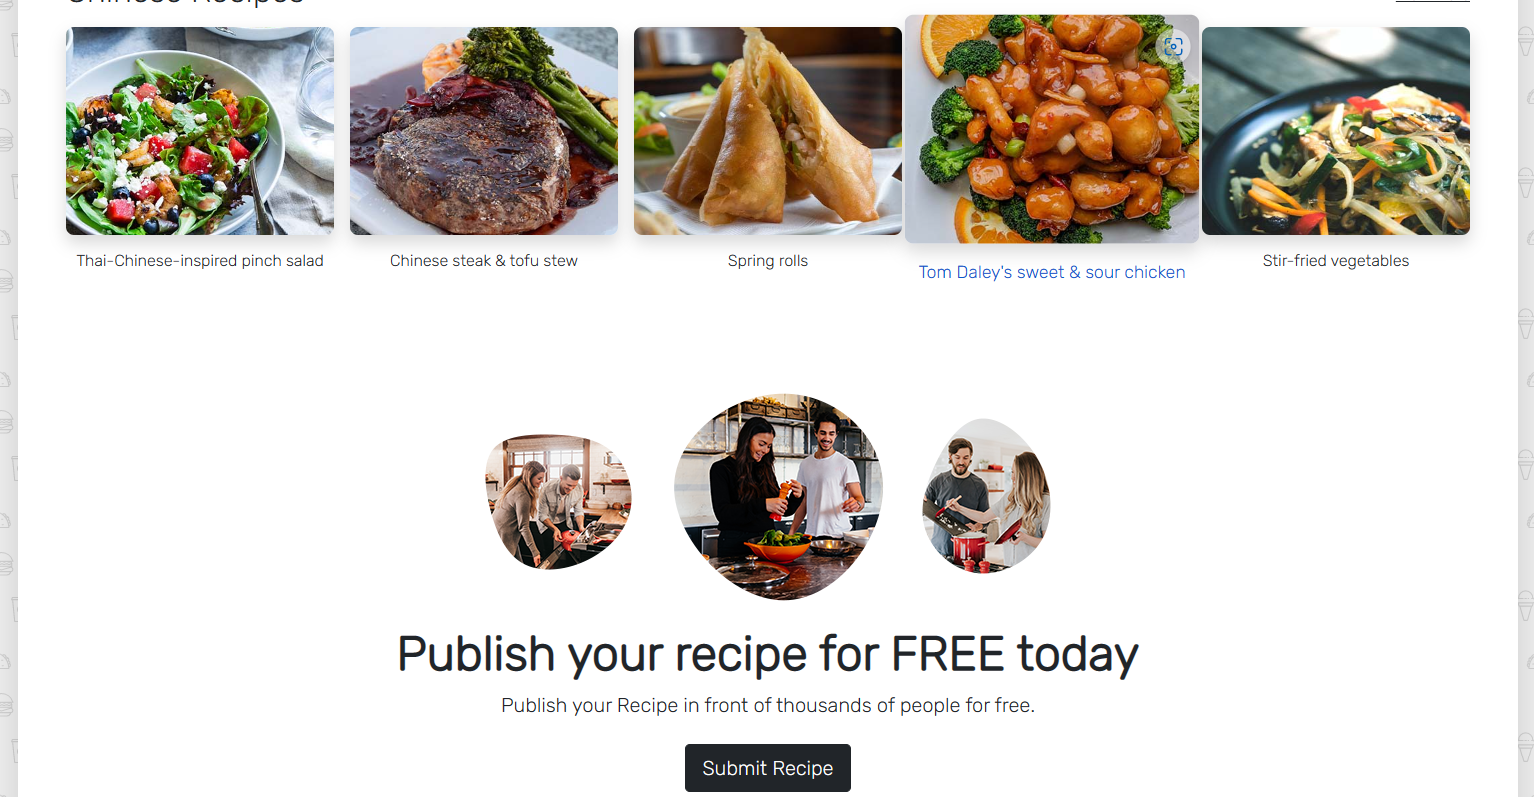 Chinese Recipes
Thai-Chinese-inspired pinch salad
Chinese steak & tofu stew
Spring rolls
Tom Daley's sweet & sour chicken
Stir-fried vegetables
Publish your recipe for FREE today
Publish your Recipe in front of thousands of people for free.
Submit Recipe